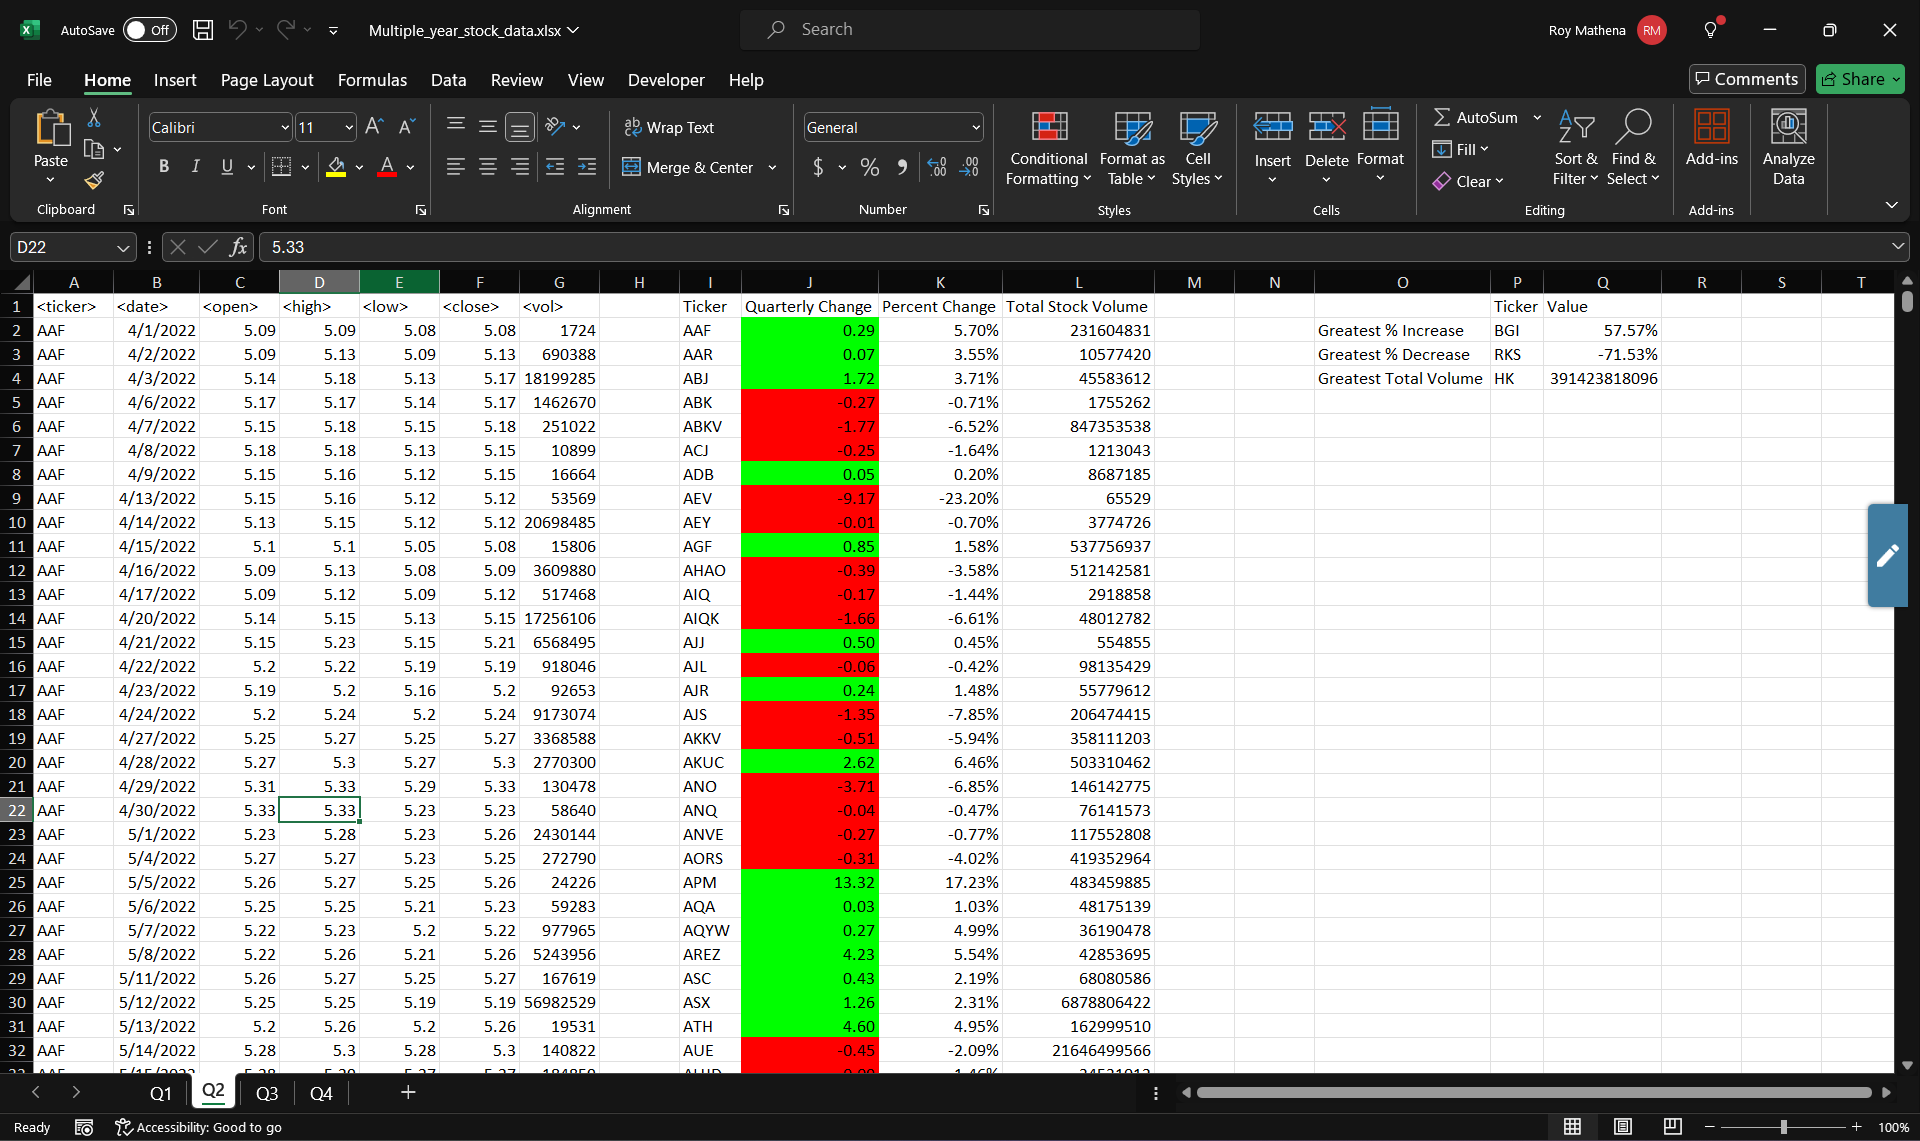 AutoSave Off Multiple_year_stock_data.xlsx Search Roy Mathena RM
File Home Insert Page Layout Formulas Data Review View Developer Help Comments Share
Paste Calibri 11 Wrap Text General Conditional Formatting Format as Table Cell Styles Insert Delete Format AutoSum Sort & Filter Find & Select Add-ins Analyze Data
B I U Merge & Center $ % Fill
Clear
Clipboard Font Alignment Number Styles Cells Editing Add-ins
D22 fx 5.33
A B C D E F G H I J K L M N O P Q R S T
1 <ticker> <date> <open> <high> <low> <close> <vol> Ticker Quarterly Change Percent Change Total Stock Volume Ticker Value
2 AAF 4/1/2022 5.09 5.09 5.08 5.08 1724 AAF 0.29 5.70% 231604831 Greatest % Increase BGI 57.57%
3 AAF 4/2/2022 5.09 5.13 5.09 5.13 690388 AAR 0.07 3.55% 10577420 Greatest % Decrease RKS -71.53%
4 AAF 4/3/2022 5.14 5.18 5.13 5.17 18199285 ABJ 1.72 3.71% 45583612 Greatest Total Volume HK 391423818096
5 AAF 4/6/2022 5.17 5.17 5.14 5.17 1462670 ABK -0.27 -0.71% 1755262
6 AAF 4/7/2022 5.15 5.18 5.15 5.18 251022 ABKV -1.77 -6.52% 847353538
7 AAF 4/8/2022 5.18 5.18 5.13 5.15 10899 ACJ -0.25 -1.64% 1213043
8 AAF 4/9/2022 5.15 5.16 5.12 5.15 16664 ADB 0.05 0.20% 8687185
9 AAF 4/13/2022 5.15 5.16 5.12 5.12 53569 AEV -9.17 -23.20% 65529
10 AAF 4/14/2022 5.13 5.15 5.12 5.12 20698485 AEY -0.01 -0.70% 3774726
11 AAF 4/15/2022 5.1 5.1 5.05 5.08 15806 AGF 0.85 1.58% 537756937
12 AAF 4/16/2022 5.09 5.13 5.08 5.09 3609880 AHAO -0.39 -3.58% 512142581
13 AAF 4/17/2022 5.09 5.12 5.09 5.12 517468 AIQ -0.17 -1.44% 2918858
14 AAF 4/20/2022 5.14 5.15 5.13 5.15 17256106 AIQK -1.66 -6.61% 48012782
15 AAF 4/21/2022 5.15 5.23 5.15 5.21 6568495 AJJ 0.50 0.45% 554855
16 AAF 4/22/2022 5.2 5.22 5.19 5.19 918046 AJL -0.06 -0.42% 98135429
17 AAF 4/23/2022 5.19 5.2 5.16 5.2 92653 AJR 0.24 1.48% 55779612
18 AAF 4/24/2022 5.2 5.24 5.2 5.24 9173074 AJS -1.35 -7.85% 206474415
19 AAF 4/27/2022 5.25 5.27 5.25 5.27 3368588 AKKV -0.51 -5.94% 358111203
20 AAF 4/28/2022 5.27 5.3 5.27 5.3 2770300 AKUC 2.62 6.46% 503310462
21 AAF 4/29/2022 5.31 5.33 5.29 5.33 130478 ANO -3.71 -6.85% 146142775
22 AAF 4/30/2022 5.33 5.33 5.23 5.23 58640 ANQ -0.04 -0.47% 76141573
23 AAF 5/1/2022 5.23 5.28 5.23 5.26 2430144 ANVE -0.27 -0.77% 117552808
24 AAF 5/4/2022 5.27 5.27 5.23 5.25 272790 AORS -0.31 -4.02% 419352964
25 AAF 5/5/2022 5.26 5.27 5.25 5.26 24226 APM 13.32 17.23% 483459885
26 AAF 5/6/2022 5.25 5.25 5.21 5.23 59283 AQA 0.03 1.03% 48175139
27 AAF 5/7/2022 5.22 5.23 5.2 5.22 977965 AQYW 0.27 4.99% 36190478
28 AAF 5/8/2022 5.22 5.26 5.21 5.26 5243956 AREZ 4.23 5.54% 42853695
29 AAF 5/11/2022 5.26 5.27 5.25 5.27 167619 ASC 0.43 2.19% 68080586
30 AAF 5/12/2022 5.25 5.25 5.19 5.19 56982529 ASX 1.26 2.31% 6878806422
31 AAF 5/13/2022 5.2 5.26 5.2 5.26 19531 ATH 4.60 4.95% 162999510
32 AAF 5/14/2022 5.28 5.3 5.28 5.3 140822 AUE -0.45 -2.09% 21646499566
Q1 Q2 Q3 Q4
Ready Accessibility: Good to go 100%